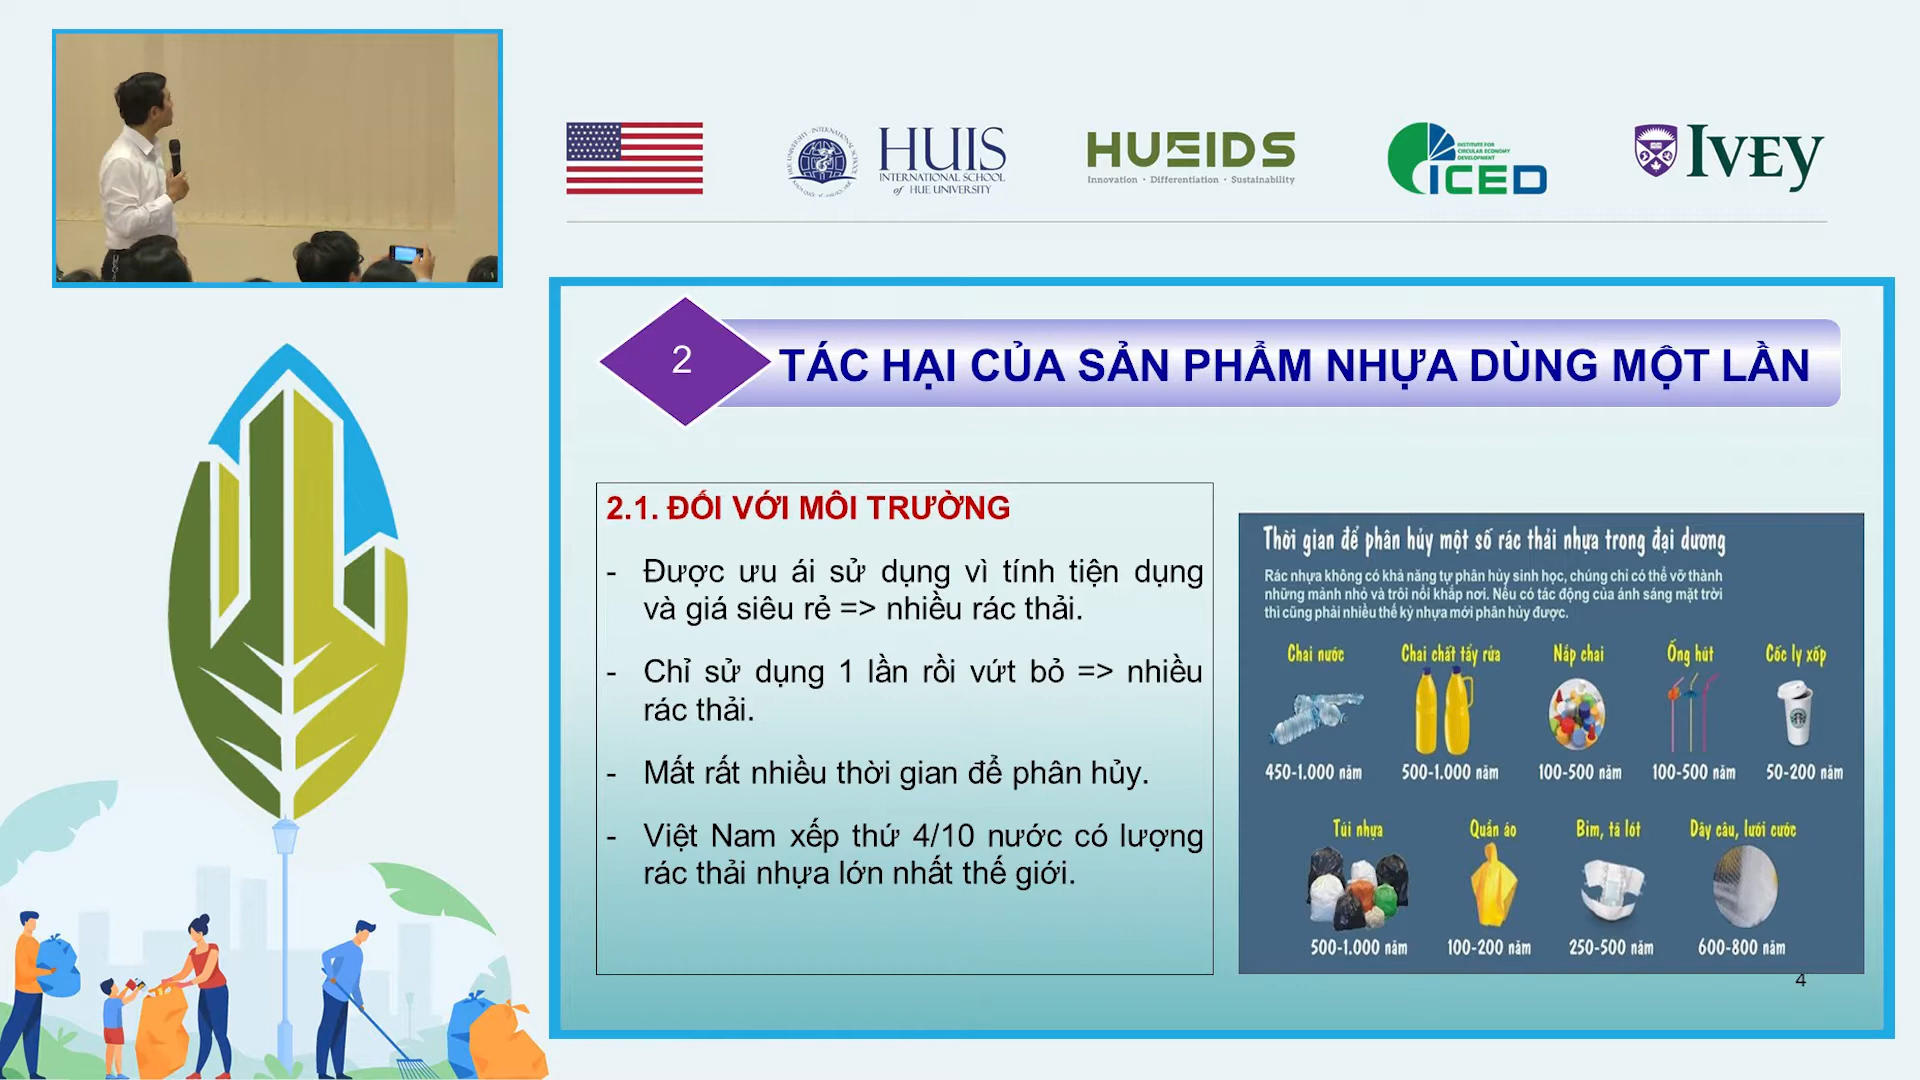 HUIS
INTERNATIONAL SCHOOL
of HUE UNIVERSITY
HUEIDS
Innovation · Differentiation · Sustainability
INSTITUTE FOR
CIRCULAR ECONOMY
DEVELOPMENT
ICED
IVEY
2
TÁC HẠI CỦA SẢN PHẨM NHỰA DÙNG MỘT LẦN
2.1. ĐỐI VỚI MÔI TRƯỜNG
- Được ưu ái sử dụng vì tính tiện dụng
và giá siêu rẻ => nhiều rác thải.
- Chỉ sử dụng 1 lần rồi vứt bỏ => nhiều
rác thải.
- Mất rất nhiều thời gian để phân hủy.
- Việt Nam xếp thứ 4/10 nước có lượng
rác thải nhựa lớn nhất thế giới.
Thời gian để phân hủy một số rác thải nhựa trong đại dương
Rác nhựa không có khả năng tự phân hủy sinh học, chúng chỉ có thể vỡ thành
những mảnh nhỏ và trôi nổi khắp nơi. Nếu có tác động của ánh sáng mặt trời
thì cũng phải nhiều thế kỷ nhựa mới phân hủy được.
Chai nước Chai chất tẩy rửa Nắp chai Ống hút Cốc ly xốp
450-1.000 năm 500-1.000 năm 100-500 năm 100-500 năm 50-200 năm
Túi nhựa Quần áo Bỉm, tã lót Dây câu, lưới cước
500-1.000 năm 100-200 năm 250-500 năm 600-800 năm
4